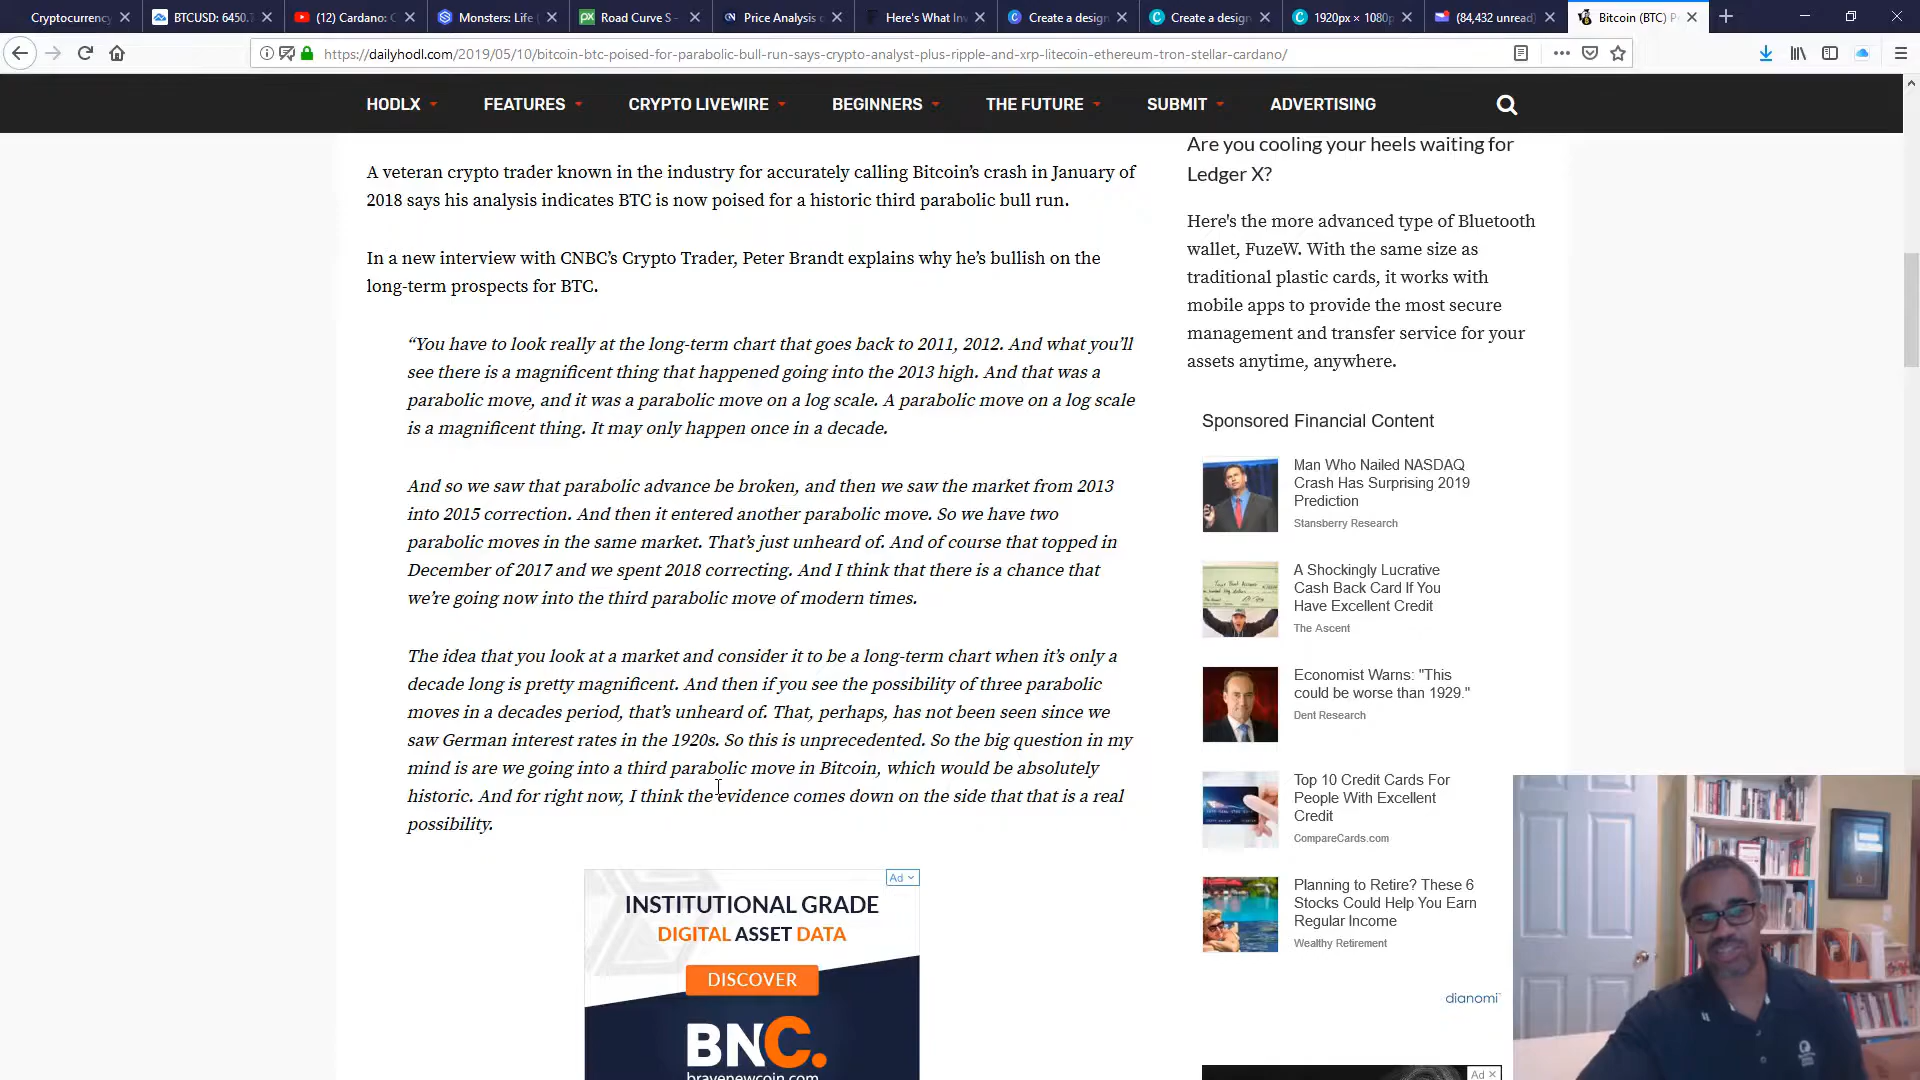 Cryptocurrency
BTCUSD: 6450.
(12) Cardano:
Monsters: Life
Road Curve S -
Price Analysis
Here's What In
Create a design
Create a design
1920px × 1080p
(84,432 unread)
Bitcoin (BTC) P
https://dailyhodl.com/2019/05/10/bitcoin-btc-poised-for-parabolic-bull-run-says-crypto-analyst-plus-ripple-and-xrp-litecoin-ethereum-tron-stellar-cardano/
HODLX
FEATURES
CRYPTO LIVEWIRE
BEGINNERS
THE FUTURE
SUBMIT
ADVERTISING
A veteran crypto trader known in the industry for accurately calling Bitcoin’s crash in January of
2018 says his analysis indicates BTC is now poised for a historic third parabolic bull run.
In a new interview with CNBC’s Crypto Trader, Peter Brandt explains why he’s bullish on the
long-term prospects for BTC.
“You have to look really at the long-term chart that goes back to 2011, 2012. And what you’ll
see there is a magnificent thing that happened going into the 2013 high. And that was a
parabolic move, and it was a parabolic move on a log scale. A parabolic move on a log scale
is a magnificent thing. It may only happen once in a decade.
And so we saw that parabolic advance be broken, and then we saw the market from 2013
into 2015 correction. And then it entered another parabolic move. So we have two
parabolic moves in the same market. That’s just unheard of. And of course that topped in
December of 2017 and we spent 2018 correcting. And I think that there is a chance that
we’re going now into the third parabolic move of modern times.
The idea that you look at a market and consider it to be a long-term chart when it’s only a
decade long is pretty magnificent. And then if you see the possibility of three parabolic
moves in a decades period, that’s unheard of. That, perhaps, has not been seen since we
saw German interest rates in the 1920s. So this is unprecedented. So the big question in my
mind is are we going into a third parabolic move in Bitcoin, which would be absolutely
historic. And for right now, I think the evidence comes down on the side that that is a real
possibility.
Ad
INSTITUTIONAL GRADE
DIGITAL ASSET DATA
DISCOVER
BNC.
bravenewcoin.com
Are you cooling your heels waiting for
Ledger X?
Here's the more advanced type of Bluetooth
wallet, FuzeW. With the same size as
traditional plastic cards, it works with
mobile apps to provide the most secure
management and transfer service for your
assets anytime, anywhere.
Sponsored Financial Content
Man Who Nailed NASDAQ
Crash Has Surprising 2019
Prediction
Stansberry Research
A Shockingly Lucrative
Cash Back Card If You
Have Excellent Credit
The Ascent
Economist Warns: "This
could be worse than 1929."
Dent Research
Top 10 Credit Cards For
People With Excellent
Credit
CompareCards.com
Planning to Retire? These 6
Stocks Could Help You Earn
Regular Income
Wealthy Retirement
dianomi
Ad